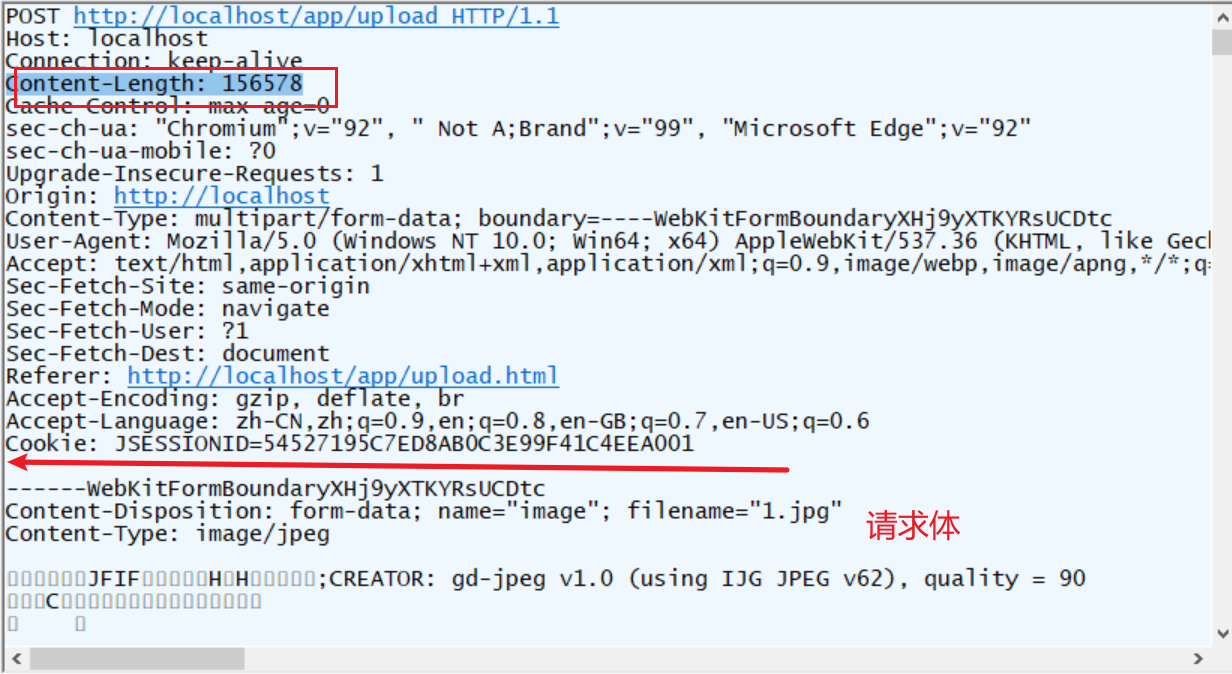 POST http://localhost/app/upload HTTP/1.1
Host: localhost
Connection: keep-alive
Content-Length: 156578
Cache-Control: max-age=0
sec-ch-ua: "Chromium";v="92", " Not A;Brand";v="99", "Microsoft Edge";v="92"
sec-ch-ua-mobile: ?0
Upgrade-Insecure-Requests: 1
Origin: http://localhost
Content-Type: multipart/form-data; boundary=----WebKitFormBoundaryXHj9yXTKYRsUCDtc
User-Agent: Mozilla/5.0 (Windows NT 10.0; Win64; x64) AppleWebKit/537.36 (KHTML, like Gecl
Accept: text/html,application/xhtml+xml,application/xml;q=0.9,image/webp,image/apng,*/*;q=
Sec-Fetch-Site: same-origin
Sec-Fetch-Mode: navigate
Sec-Fetch-User: ?1
Sec-Fetch-Dest: document
Referer: http://localhost/app/upload.html
Accept-Encoding: gzip, deflate, br
Accept-Language: zh-CN,zh;q=0.9,en;q=0.8,en-GB;q=0.7,en-US;q=0.6
Cookie: JSESSIONID=54527195C7ED8AB0C3E99F41C4EEA001
------WebKitFormBoundaryXHj9yXTKYRsUCDtc
Content-Disposition: form-data; name="image"; filename="1.jpg"
请求体
Content-Type: image/jpeg
▯▯▯▯▯▯JFIF▯▯▯▯▯H▯H▯▯▯▯▯;CREATOR: gd-jpeg v1.0 (using IJG JPEG v62), quality = 90
▯▯▯C▯▯▯▯▯▯▯▯▯▯▯▯▯▯▯
▯    ▯